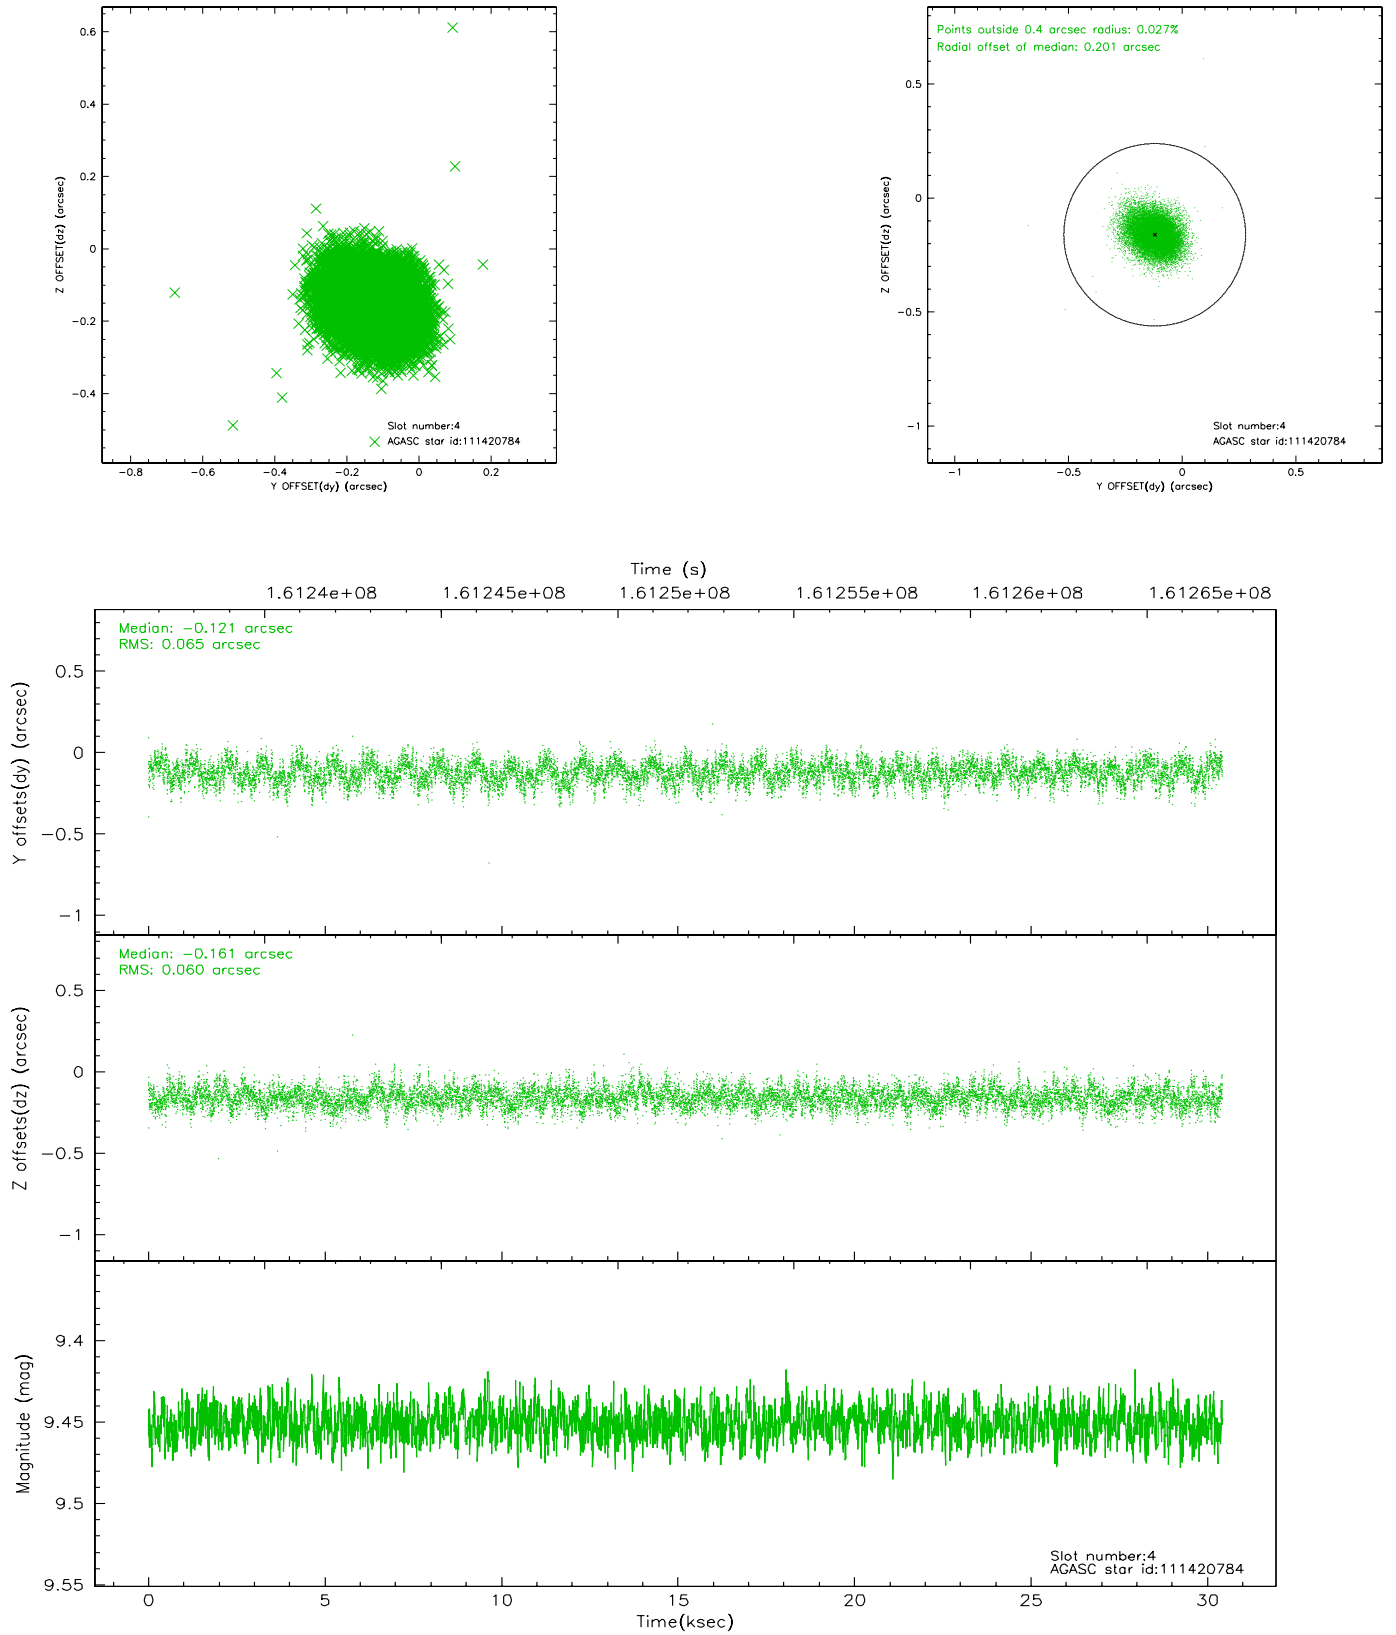 0.6
0.4
0.2
0
−0.2
−0.4
Z OFFSET(dz) (arcsec)
Slot number:4
AGASC star id:111420784
−0.8 −0.6 −0.4 −0.2 0 0.2
Y OFFSET(dy) (arcsec)
Points outside 0.4 arcsec radius: 0.027%
Radial offset of median: 0.201 arcsec
0.5
0
−0.5
−1
Z OFFSET(dz) (arcsec)
Slot number:4
AGASC star id:111420784
−1 −0.5 0 0.5
Y OFFSET(dy) (arcsec)
Time (s)
1.6124e+08 1.61245e+08 1.6125e+08 1.61255e+08 1.6126e+08 1.61265e+08
Median: −0.121 arcsec
RMS: 0.065 arcsec
0.5
0
−0.5
−1
Y offsets(dy) (arcsec)
Median: −0.161 arcsec
RMS: 0.060 arcsec
0.5
0
−0.5
−1
Z offsets(dz) (arcsec)
9.4
9.45
9.5
9.55
Magnitude (mag)
Slot number:4
AGASC star id:111420784
0 5 10 15 20 25 30
Time(ksec)